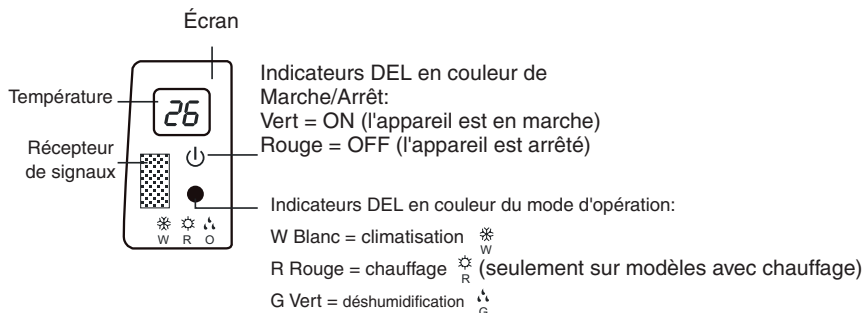 Écran
Température
26
Récepteur
de signaux
W R O
Indicateurs DEL en couleur de
Marche/Arrêt:
Vert = ON (l'appareil est en marche)
Rouge = OFF (l'appareil est arrêté)
Indicateurs DEL en couleur du mode d'opération:
W Blanc = climatisation W
R Rouge = chauffage R (seulement sur modèles avec chauffage)
G Vert = déshumidification G